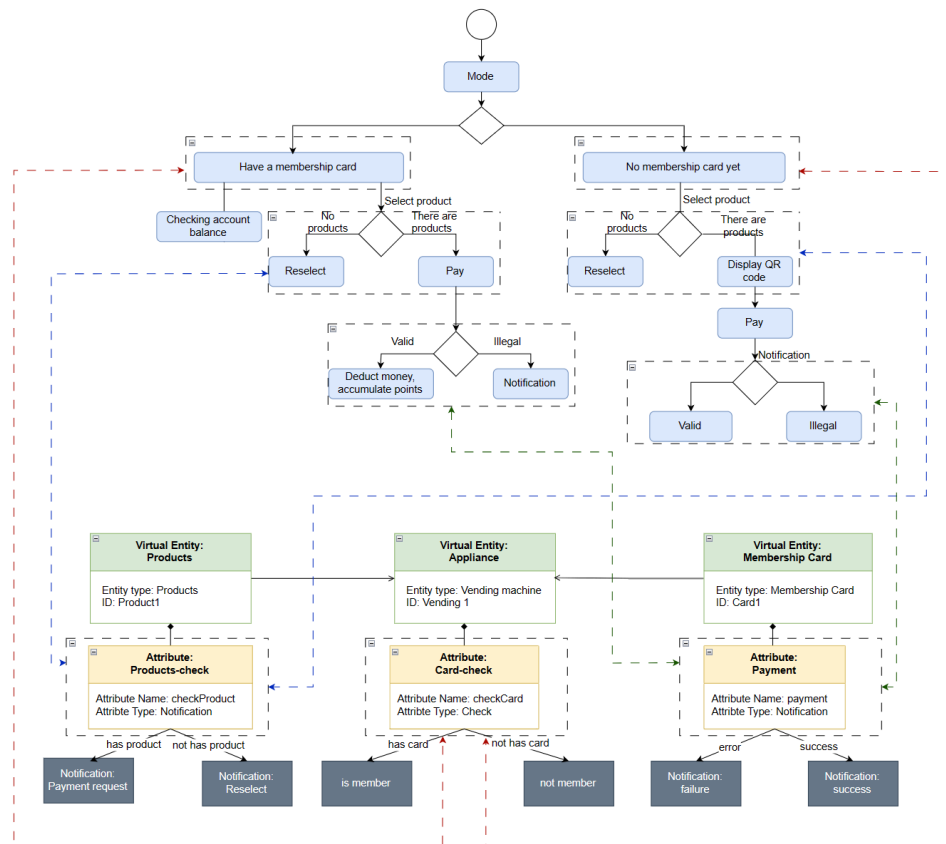 Mode
Have a membership card
No membership card yet
Select product
Select product
Checking account
balance
No
products
There are
products
No
products
There are
products
Reselect
Pay
Reselect
Display QR
code
Pay
Valid
Illegal
Notification
Deduct money,
accumulate points
Notification
Valid
Illegal
Virtual Entity:
Products
Entity type: Products
ID: Product1
Virtual Entity:
Appliance
Entity type: Vending machine
ID: Vending 1
Virtual Entity:
Membership Card
Entity type: Membership Card
ID: Card1
Attribute:
Products-check
Attribute Name: checkProduct
Attribte Type: Notification
Attribute:
Card-check
Attribute Name: checkCard
Attribte Type: Check
Attribute:
Payment
Attribute Name: payment
Attribte Type: Notification
has product
not has product
has card
not has card
error
success
Notification:
Payment request
Notification:
Reselect
is member
not member
Notification:
failure
Notification:
success